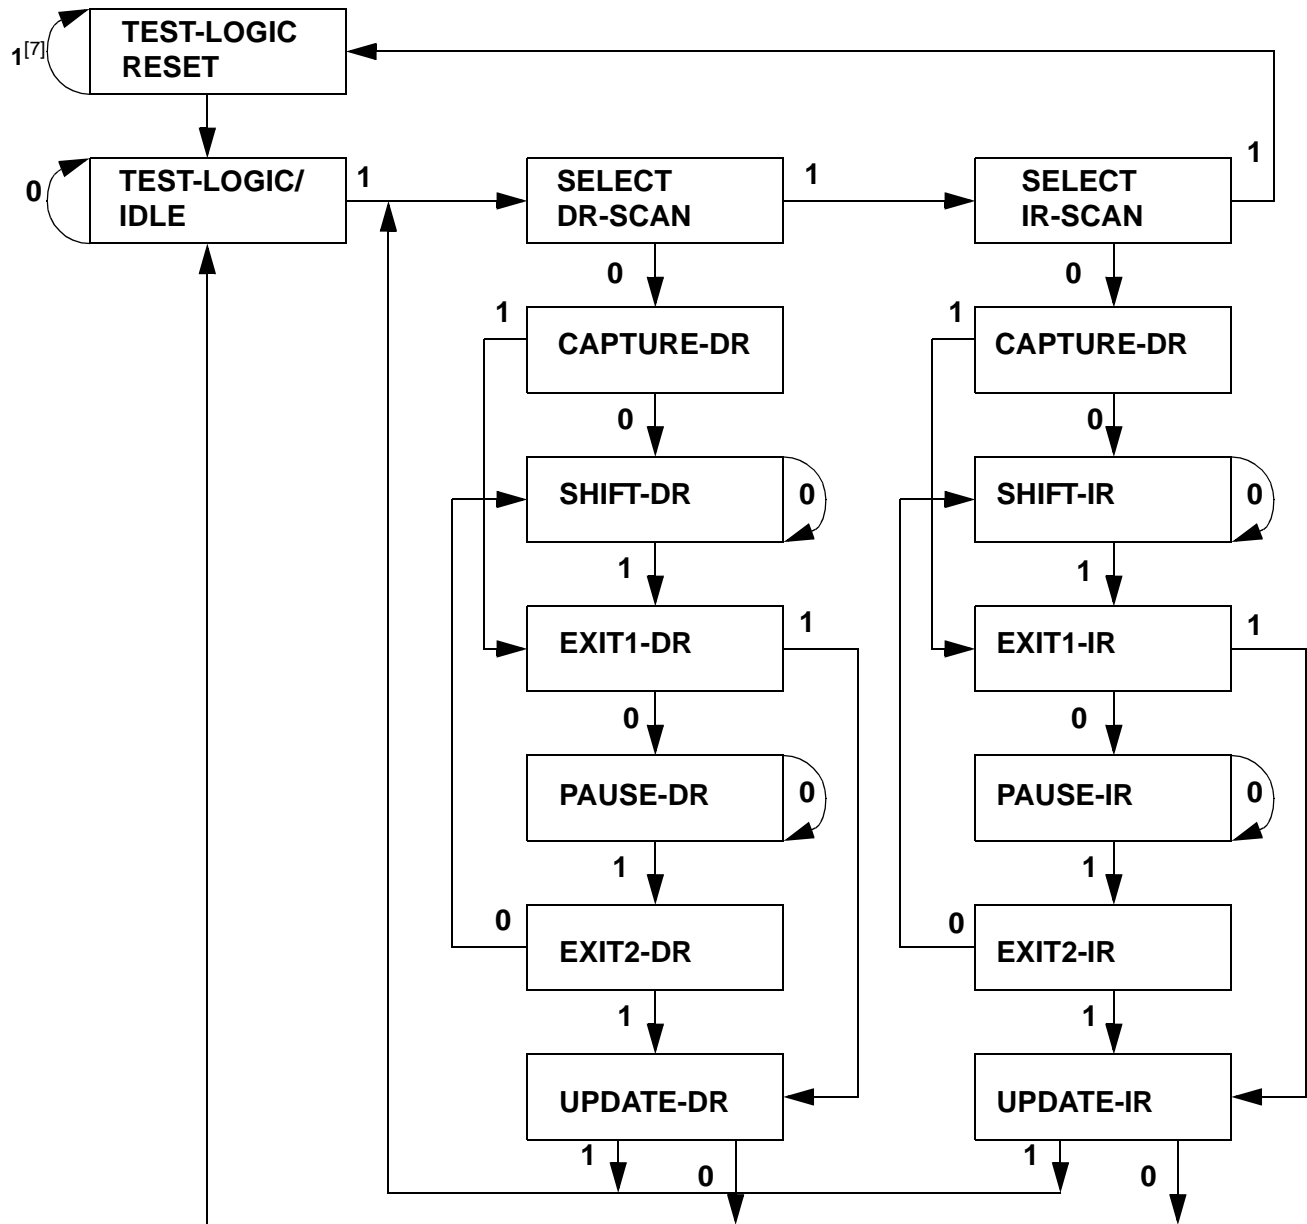 TEST-LOGIC
RESET
1[7]
1
TEST-LOGIC/
IDLE
0
1
SELECT
DR-SCAN
1
SELECT
IR-SCAN
0
0
1
CAPTURE-DR
1
CAPTURE-DR
0
0
SHIFT-DR
0
SHIFT-IR
0
1
1
EXIT1-DR
1
EXIT1-IR
1
0
0
PAUSE-DR
0
PAUSE-IR
0
1
1
0
EXIT2-DR
0
EXIT2-IR
1
1
UPDATE-DR
UPDATE-IR
1
0
1
0